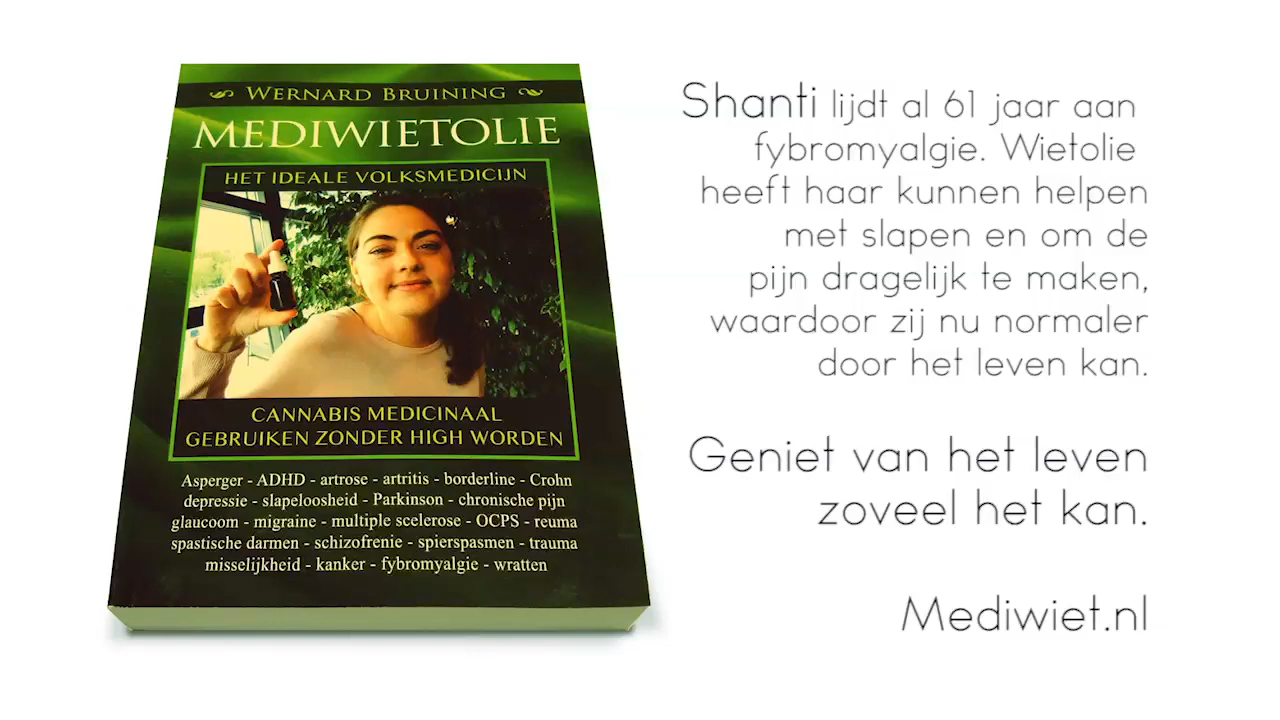 WERNARD BRUINING
MEDIWIETOLIE
HET IDEALE VOLKSMEDICIJN
CANNABIS MEDICINAAL
GEBRUIKEN ZONDER HIGH WORDEN
Asperger - ADHD - artrose - artritis - borderline - Crohn
depressie - slapeloosheid - Parkinson - chronische pijn
glaucoom - migraine - multiple scelerose - OCPS - reuma
spastische darmen - schizofrenie - spierspasmen - trauma
misselijkheid - kanker - fybromyalgie - wratten
Shanti lijdt al 61 jaar aan
fybromyalgie. Wietolie
heeft haar kunnen helpen
met slapen en om de
pijn dragelijk te maken,
waardoor zij nu normaler
door het leven kan.
Geniet van het leven
zoveel het kan.
Mediwiet.nl